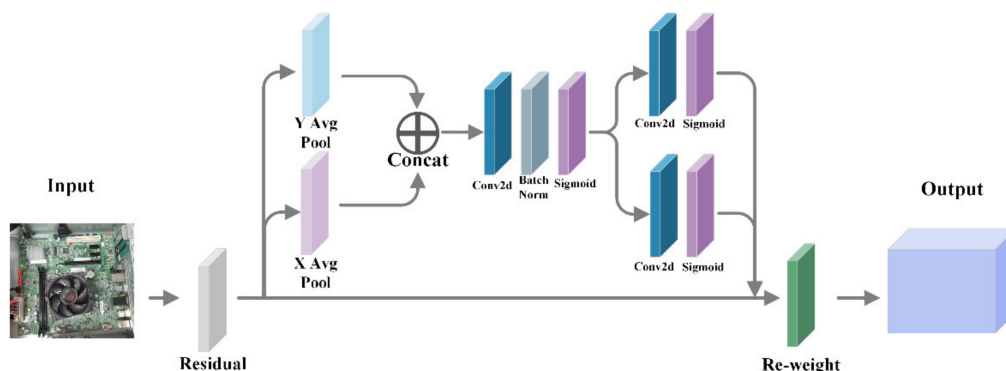 Input
Residual
Y Avg
Pool
X Avg
Pool
Concat
Conv2d
Batch
Norm
Sigmoid
Conv2d
Sigmoid
Conv2d
Sigmoid
Re-weight
Output